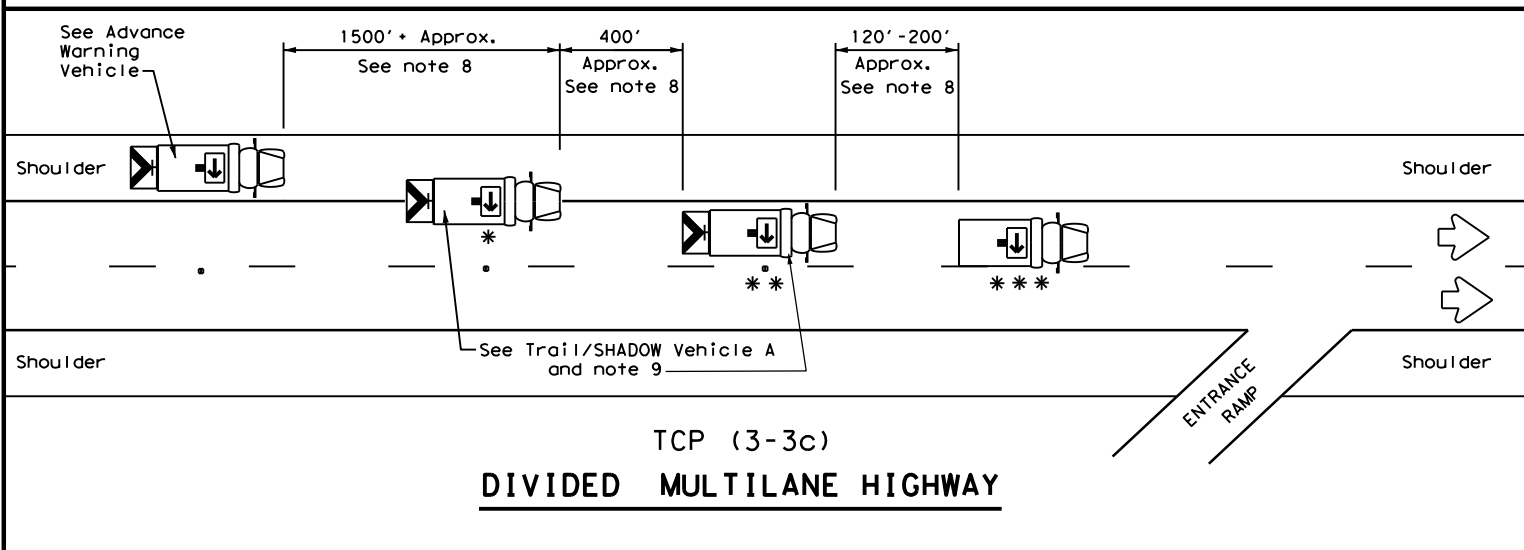 See Advance
Warning
Vehicle
1500'+ Approx.
See note 8
400'
Approx.
See note 8
120'-200'
Approx.
See note 8
Shoulder
Shoulder
*
* *
* * *
See Trail/SHADOW Vehicle A
and note 9
Shoulder
Shoulder
ENTRANCE
RAMP
TCP (3-3c)
DIVIDED MULTILANE HIGHWAY